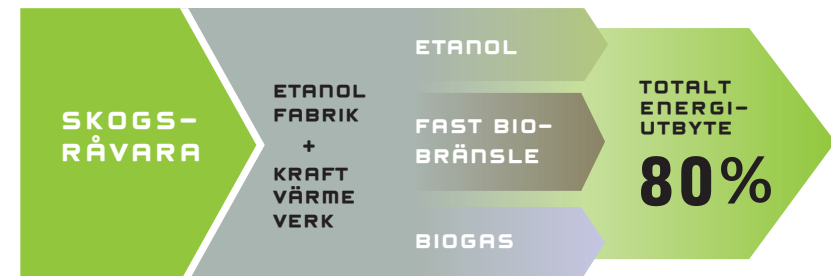 SKOGS-
RÅVARA
ETANOL
FABRIK
+
KRAFT
VÄRME
VERK
ETANOL
FAST BIO-
BRÄNSLE
BIOGAS
TOTALT
ENERGI-
UTBYTE
80%